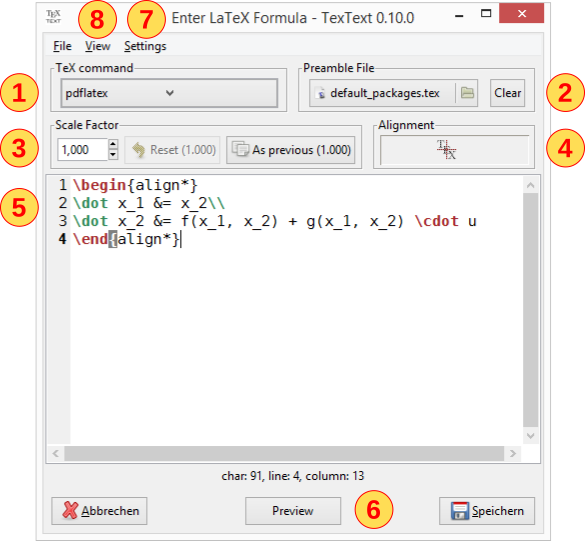 TEX TEXT Enter LaTeX Formula - TexText 0.10.0
8 7
File View Settings
TeX command Preamble File
1 pdflatex default_packages.tex Clear 2
Scale Factor Alignment
3 1,000 Reset (1.000) As previous (1.000) TEX 4
1 \begin{align*}
5 2 \dot x_1 &= x_2\\
3 \dot x_2 &= f(x_1, x_2) + g(x_1, x_2) \cdot u
4 \end{align*}
char: 91, line: 4, column: 13
Abbrechen Preview 6 Speichern